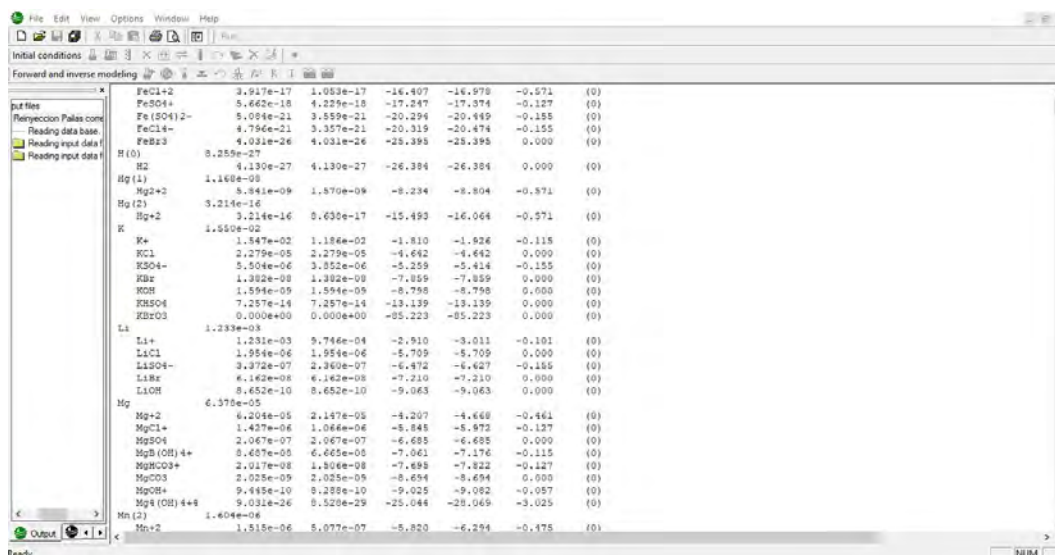 File Edit View Options Window Help
Initial conditions
Forward and inverse modeling
put files
Reinyeccion Palias
Reading data base.
Reading input data f
Reading input data f
FeCl+2 3.917e-17 1.053e-17 -16.407 -16.978 -0.571 (0)
FeSO4+ 5.662e-18 4.229e-18 -17.247 -17.374 -0.127 (0)
Fe(SO4)2- 5.084e-21 3.559e-21 -20.294 -20.449 -0.155 (0)
FeCl4- 4.796e-21 3.357e-21 -20.319 -20.474 -0.155 (0)
FeBr3 4.031e-26 4.031e-26 -25.395 -25.395 0.000 (0)
H(0) 8.259e-27
H2 4.130e-27 4.130e-27 -26.384 -26.384 0.000 (0)
Hg(1) 1.168e-08
Hg2+2 5.841e-09 1.570e-09 -8.234 -8.804 -0.571 (0)
Hg(2) 3.214e-16
Hg+2 3.214e-16 8.638e-17 -15.493 -16.064 -0.571 (0)
K 1.550e-02
K+ 1.547e-02 1.186e-02 -1.810 -1.926 -0.115 (0)
KCl 2.279e-05 2.279e-05 -4.642 -4.642 0.000 (0)
KSO4- 5.504e-06 3.852e-06 -5.259 -5.414 -0.155 (0)
KBr 1.382e-08 1.382e-08 -7.859 -7.859 0.000 (0)
KOH 1.594e-09 1.594e-09 -8.798 -8.798 0.000 (0)
KHSO4 7.257e-14 7.257e-14 -13.139 -13.139 0.000 (0)
KBrO3 0.000e+00 0.000e+00 -85.223 -85.223 0.000 (0)
Li 1.233e-03
Li+ 1.231e-03 9.746e-04 -2.910 -3.011 -0.101 (0)
LiCl 1.954e-06 1.954e-06 -5.709 -5.709 0.000 (0)
LiSO4- 3.372e-07 2.360e-07 -6.472 -6.627 -0.155 (0)
LiBr 6.162e-08 6.162e-08 -7.210 -7.210 0.000 (0)
LiOH 8.652e-10 8.652e-10 -9.063 -9.063 0.000 (0)
Mg 6.378e-05
Mg+2 6.204e-05 2.147e-05 -4.207 -4.668 -0.461 (0)
MgCl+ 1.427e-06 1.066e-06 -5.845 -5.972 -0.127 (0)
MgSO4 2.067e-07 2.067e-07 -6.685 -6.685 0.000 (0)
MgB(OH)4+ 8.687e-08 6.665e-08 -7.061 -7.176 -0.115 (0)
MgHCO3+ 2.017e-08 1.506e-08 -7.695 -7.822 -0.127 (0)
MgCO3 2.025e-09 2.025e-09 -8.694 -8.694 0.000 (0)
MgOH+ 9.445e-10 8.288e-10 -9.025 -9.082 -0.057 (0)
Mg4(OH)4+4 9.031e-26 8.528e-29 -25.044 -28.069 -3.025 (0)
Mn(2) 1.604e-06
Mn+2 1.515e-06 5.077e-07 -5.820 -6.294 -0.475 (0)
Output
Ready
NUM